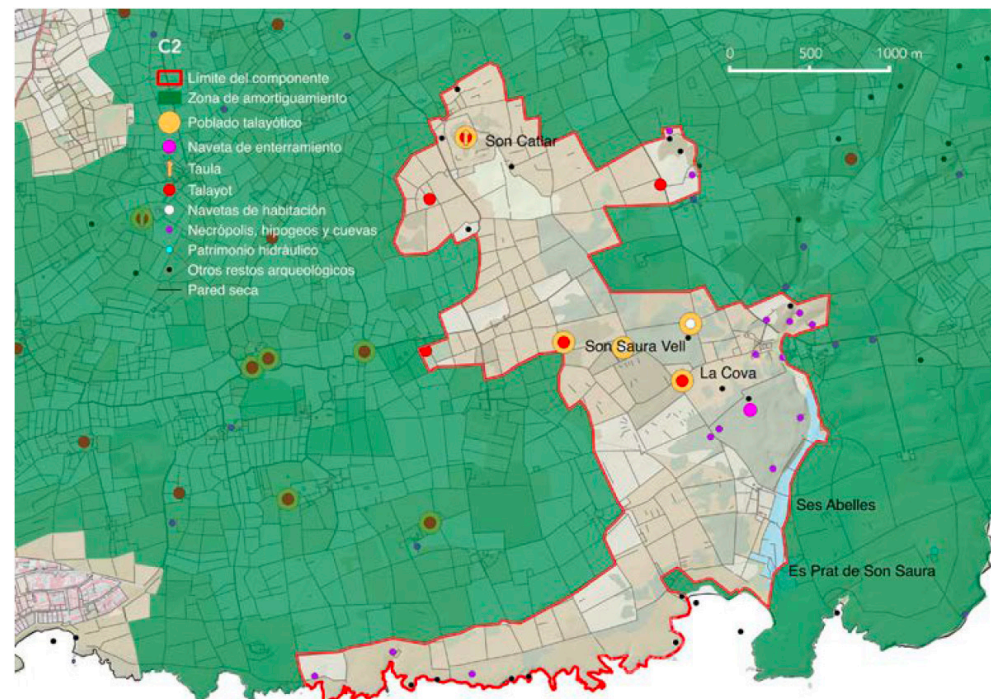 C2
Límite del componente
Zona de amortiguamiento
Poblado talayótico
Naveta de enterramiento
Taula
Talayot
Navetas de habitación
Necrópolis, hipogeos y cuevas
Patrimonio hidráulico
Otros restos arqueológicos
Pared seca
0 500 1000 m
Son Catlar
Son Saura Vell
La Cova
Ses Abelles
Es Prat de Son Saura